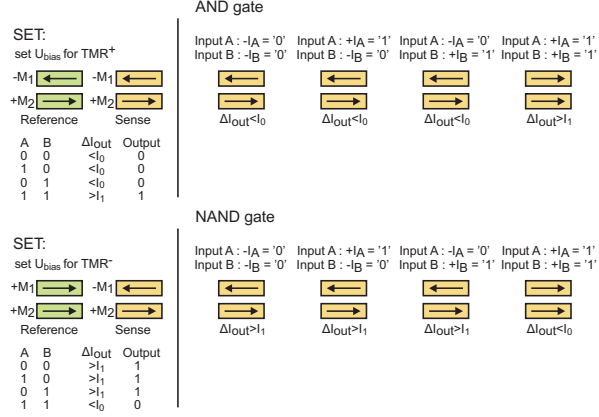 AND gate
SET:
set Ubias for TMR+
-M1 -M1
+M2 +M2
Reference Sense
A B ΔIout Output
0 0 <I0 0
1 0 <I0 0
0 1 <I0 0
1 1 >I1 1
Input A : -IA = '0' Input A : +IA = '1' Input A : -IA = '0' Input A : +IA = '1'
Input B : -IB = '0' Input B : -IB = '0' Input B : +IB = '1' Input B : +IB = '1'
ΔIout<I0 ΔIout<I0 ΔIout<I0 ΔIout>I1
NAND gate
SET:
set Ubias for TMR-
+M1 -M1
+M2 +M2
Reference Sense
A B ΔIout Output
0 0 >I1 1
1 0 >I1 1
0 1 >I1 1
1 1 <I0 0
Input A : -IA = '0' Input A : +IA = '1' Input A : -IA = '0' Input A : +IA = '1'
Input B : -IB = '0' Input B : -IB = '0' Input B : +IB = '1' Input B : +IB = '1'
ΔIout>I1 ΔIout>I1 ΔIout>I1 ΔIout<I0